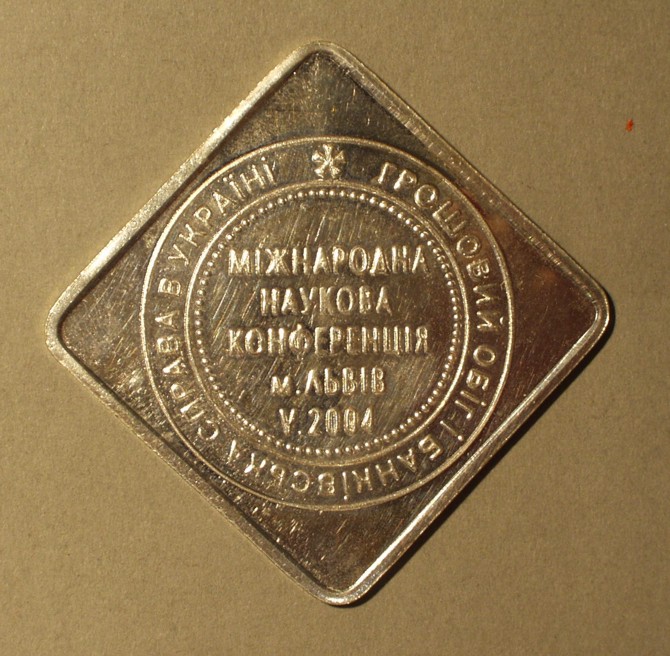 ГРОШОВИЙ ОБІГ І БАНКІВСЬКА СПРАВА В УКРАЇНІ
МІЖНАРОДНА
НАУКОВА
КОНФЕРЕНЦІЯ
м. ЛЬВІВ
V. 2004